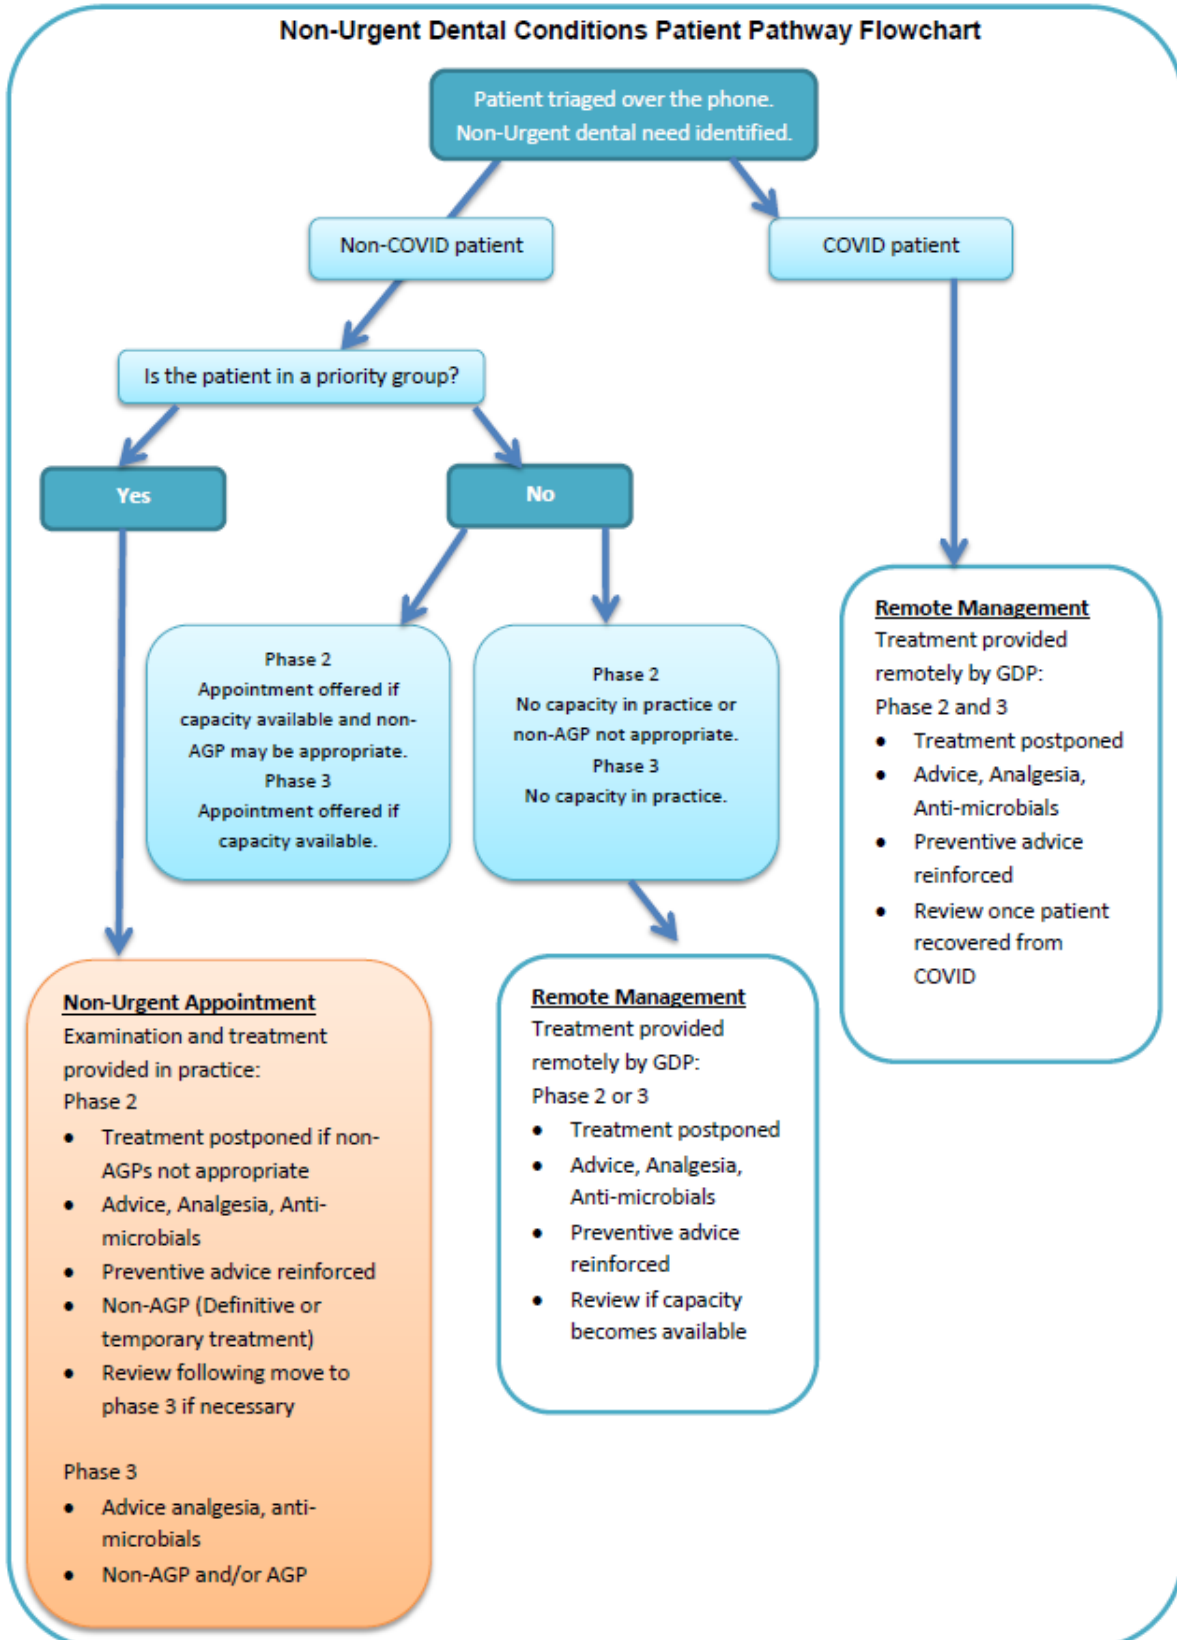 Non-Urgent Dental Conditions Patient Pathway Flowchart
Patient triaged over the phone.
Non-Urgent dental need identified.
Non-COVID patient
COVID patient
Is the patient in a priority group?
Yes
No
Phase 2
Appointment offered if
capacity available and non-
AGP may be appropriate.
Phase 3
Appointment offered if
capacity available.
Phase 2
No capacity in practice or
non-AGP not appropriate.
Phase 3
No capacity in practice.
Remote Management
Treatment provided
remotely by GDP:
Phase 2 and 3
• Treatment postponed
• Advice, Analgesia,
Anti-microbials
• Preventive advice
reinforced
• Review once patient
recovered from
COVID
Non-Urgent Appointment
Examination and treatment
provided in practice:
Phase 2
• Treatment postponed if non-
AGPs not appropriate
• Advice, Analgesia, Anti-
microbials
• Preventive advice reinforced
• Non-AGP (Definitive or
temporary treatment)
• Review following move to
phase 3 if necessary
Phase 3
• Advice analgesia, anti-
microbials
• Non-AGP and/or AGP
Remote Management
Treatment provided
remotely by GDP:
Phase 2 or 3
• Treatment postponed
• Advice, Analgesia,
Anti-microbials
• Preventive advice
reinforced
• Review if capacity
becomes available